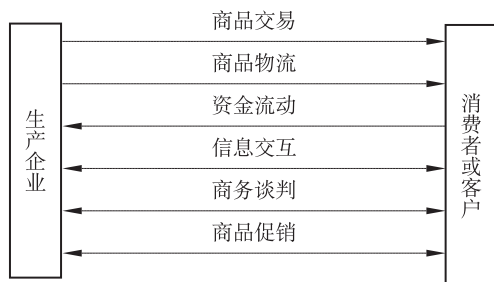 商品交易
商品物流
资金流动
信息交互
商务谈判
商品促销
生产企业
消费者或客户